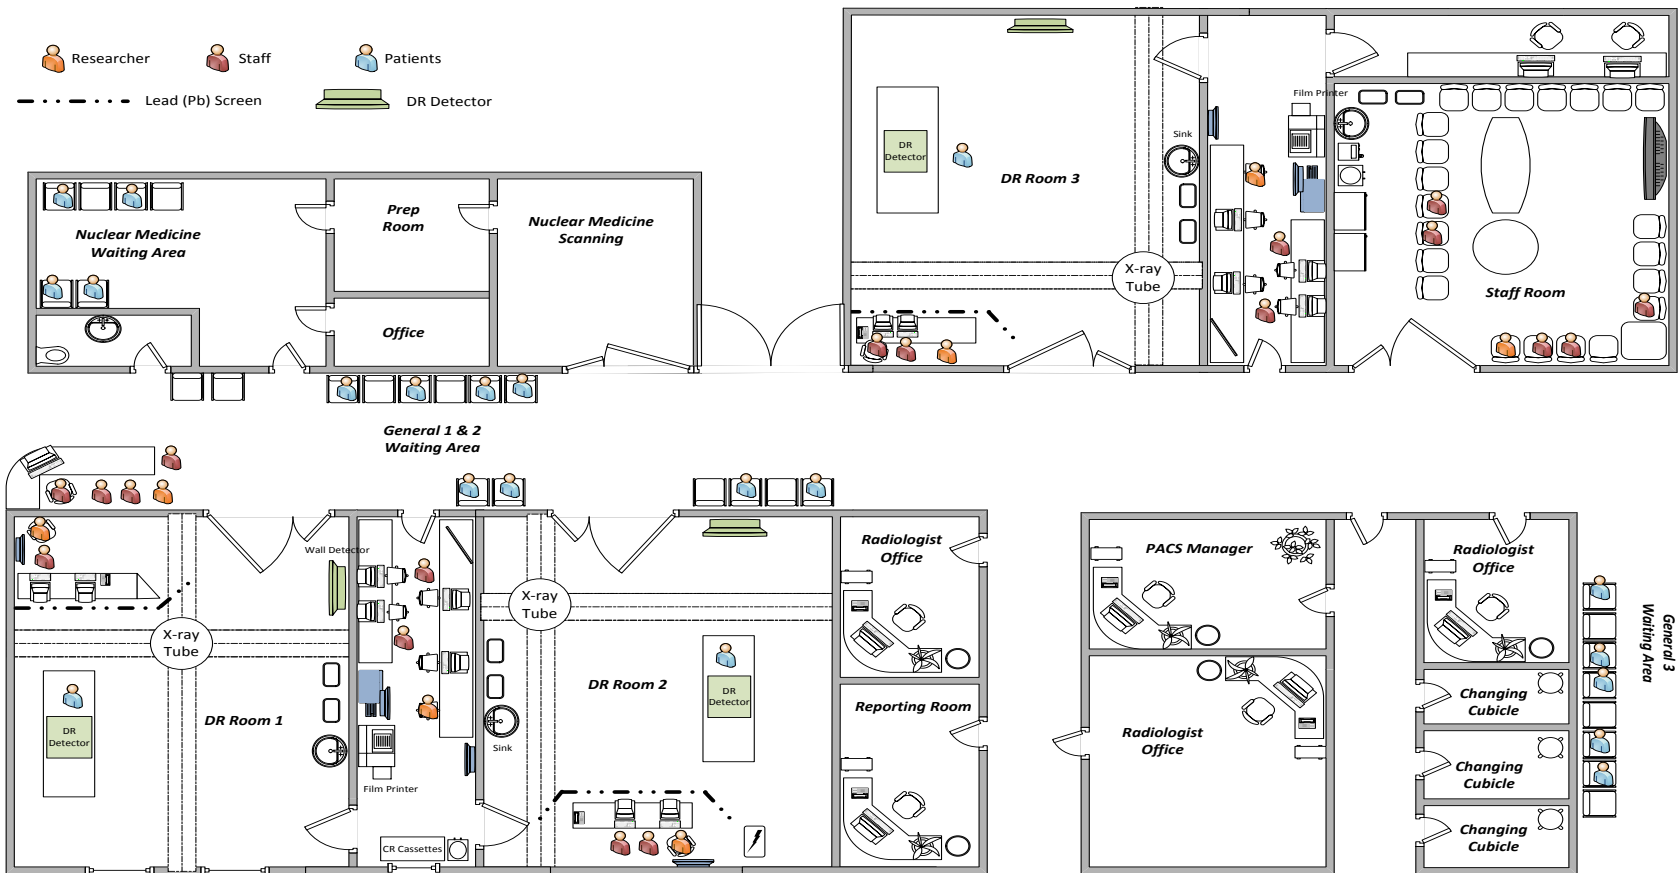 Researcher
Staff
Patients
Lead (Pb) Screen
DR Detector
Film Printer
DR
Detector
Sink
DR Room 3
X-ray
Tube
Staff Room
Nuclear Medicine
Waiting Area
Prep
Room
Nuclear Medicine
Scanning
Office
General 1 & 2
Waiting Area
Wall Detector
X-ray
Tube
DR Room 1
DR
Detector
Film Printer
CR Cassettes
X-ray
Tube
DR Room 2
DR
Detector
Sink
Radiologist
Office
Reporting Room
PACS Manager
Radiologist
Office
Radiologist
Office
Changing
Cubicle
Changing
Cubicle
Changing
Cubicle
General 3
Waiting Area